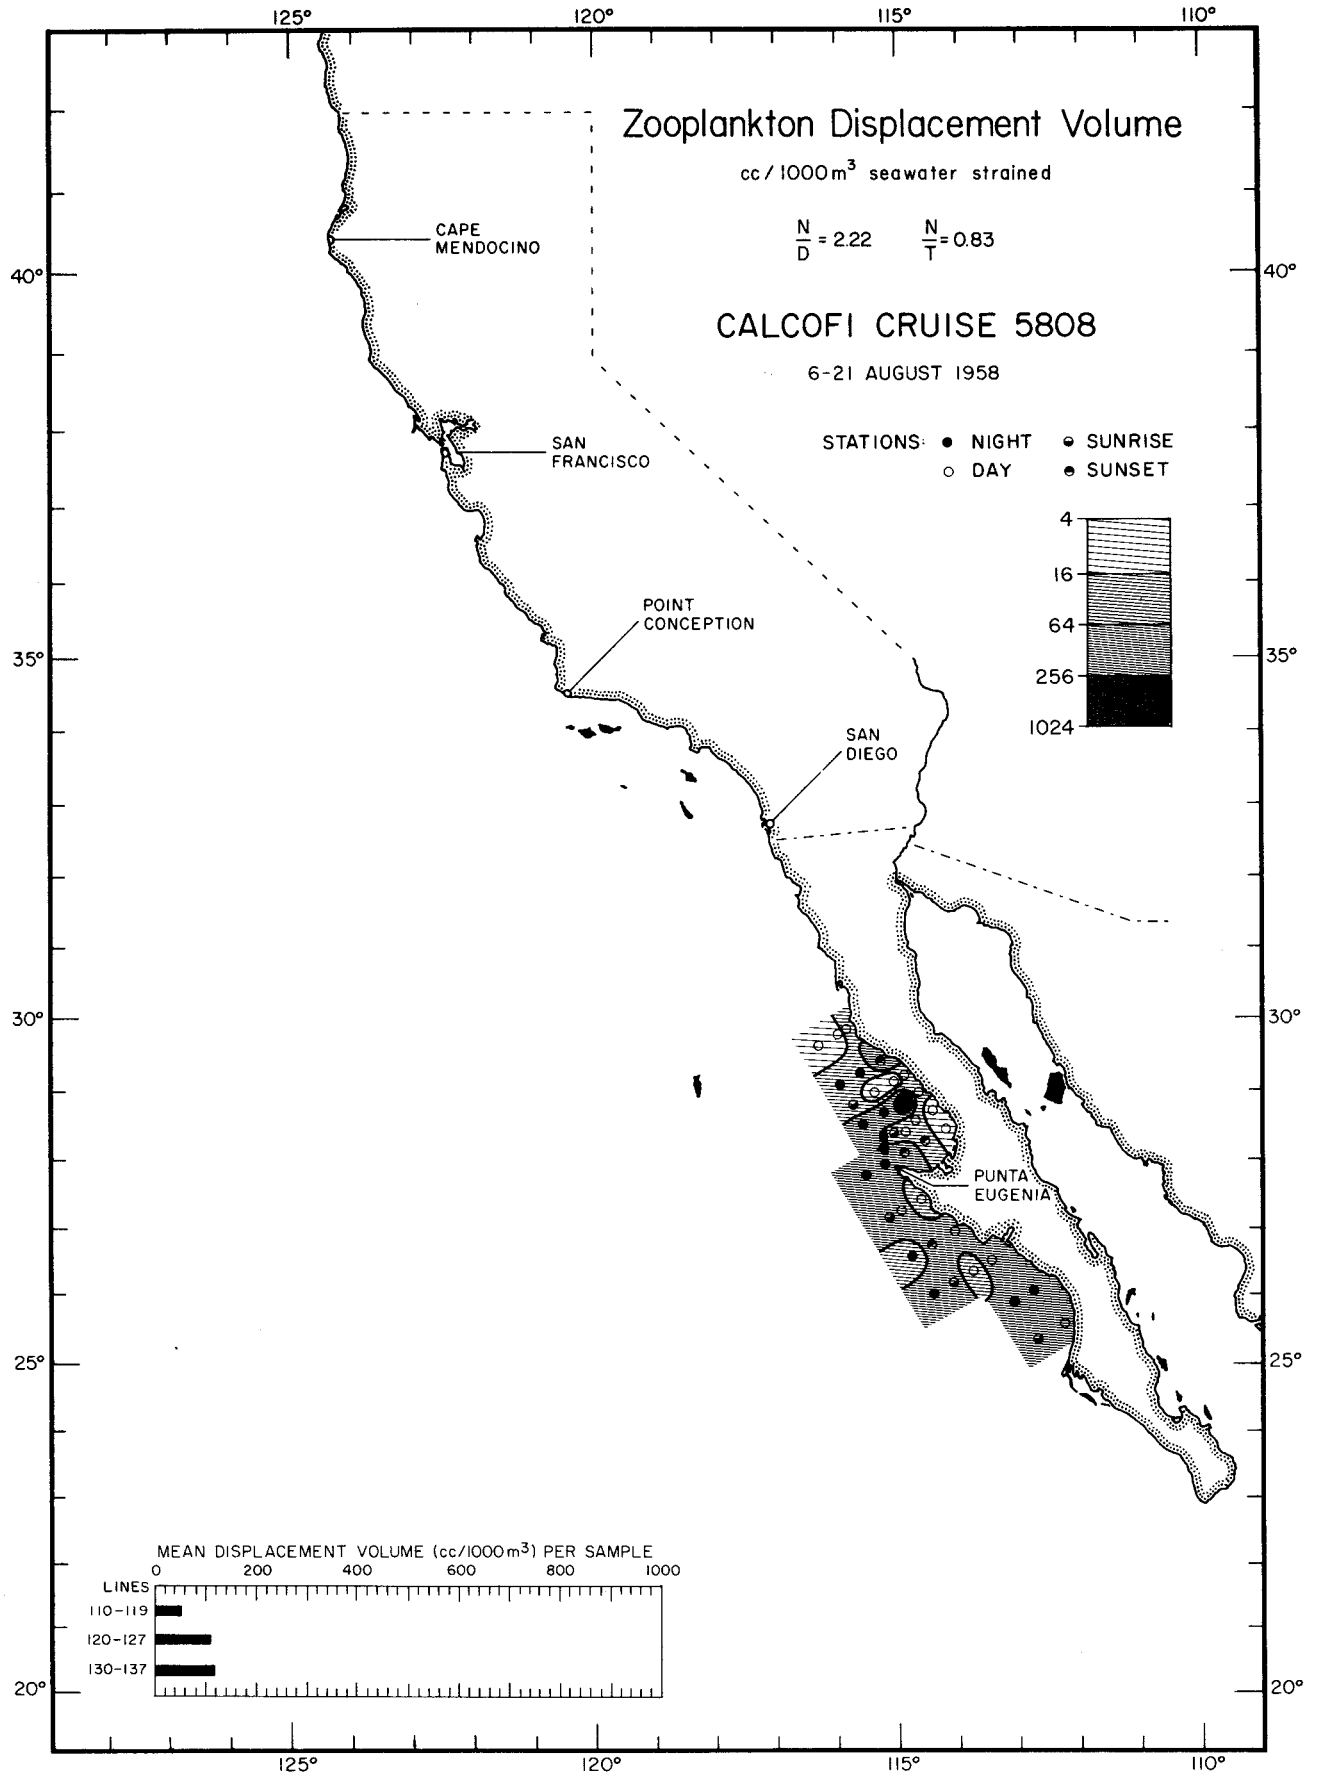 125° 120° 115° 110°
Zooplankton Displacement Volume
cc/1000m³ seawater strained
N/D = 2.22 N/T = 0.83
CAPE
MENDOCINO
40° 40°
CALCOFI CRUISE 5808
6-21 AUGUST 1958
STATIONS: NIGHT SUNRISE
DAY SUNSET
SAN
FRANCISCO
4
16
64
256
1024
POINT
CONCEPTION
35° 35°
SAN
DIEGO
30° 30°
PUNTA
EUGENIA
25° 25°
MEAN DISPLACEMENT VOLUME (cc/1000m³) PER SAMPLE
0 200 400 600 800 1000
LINES
110-119
120-127
130-137
20° 20°
125° 120° 115° 110°